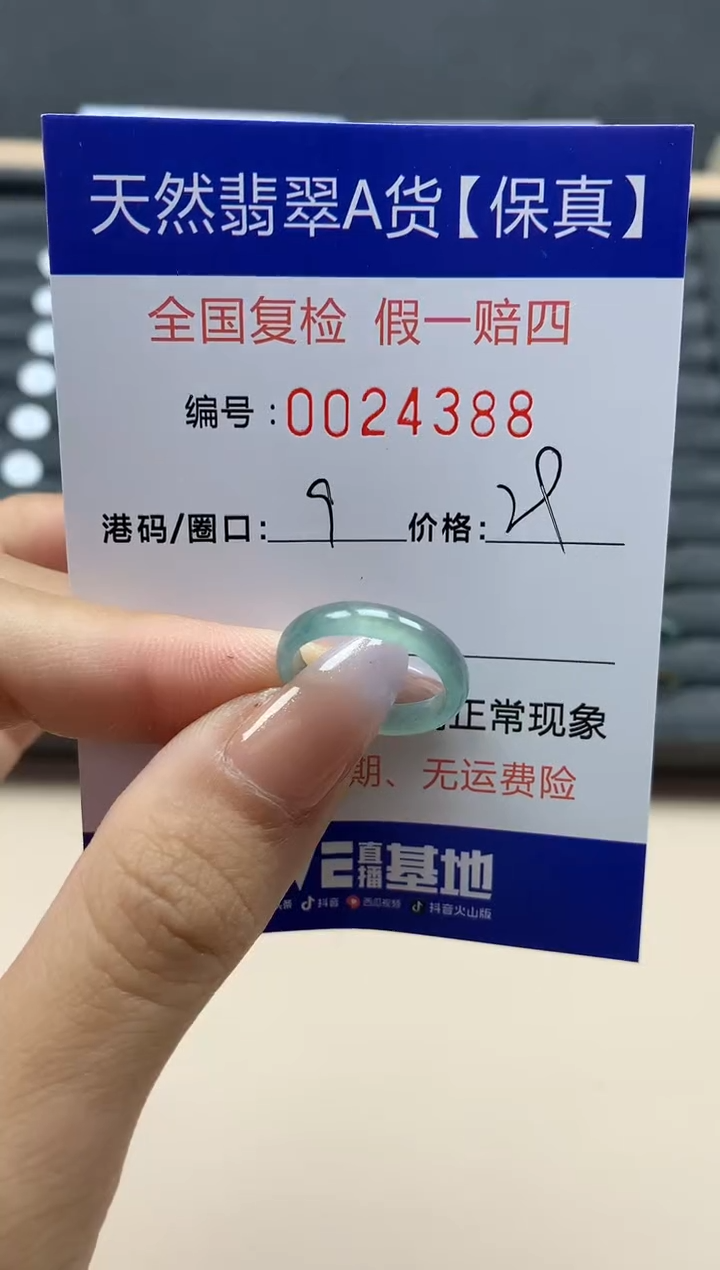 天然翡翠A货【保真】
全国复检 假一赔四
编号:0024388
港码/圈口: 9 价格:
正常现象
期、无运费险
VE直播基地
抖音 西瓜视频 抖音火山版